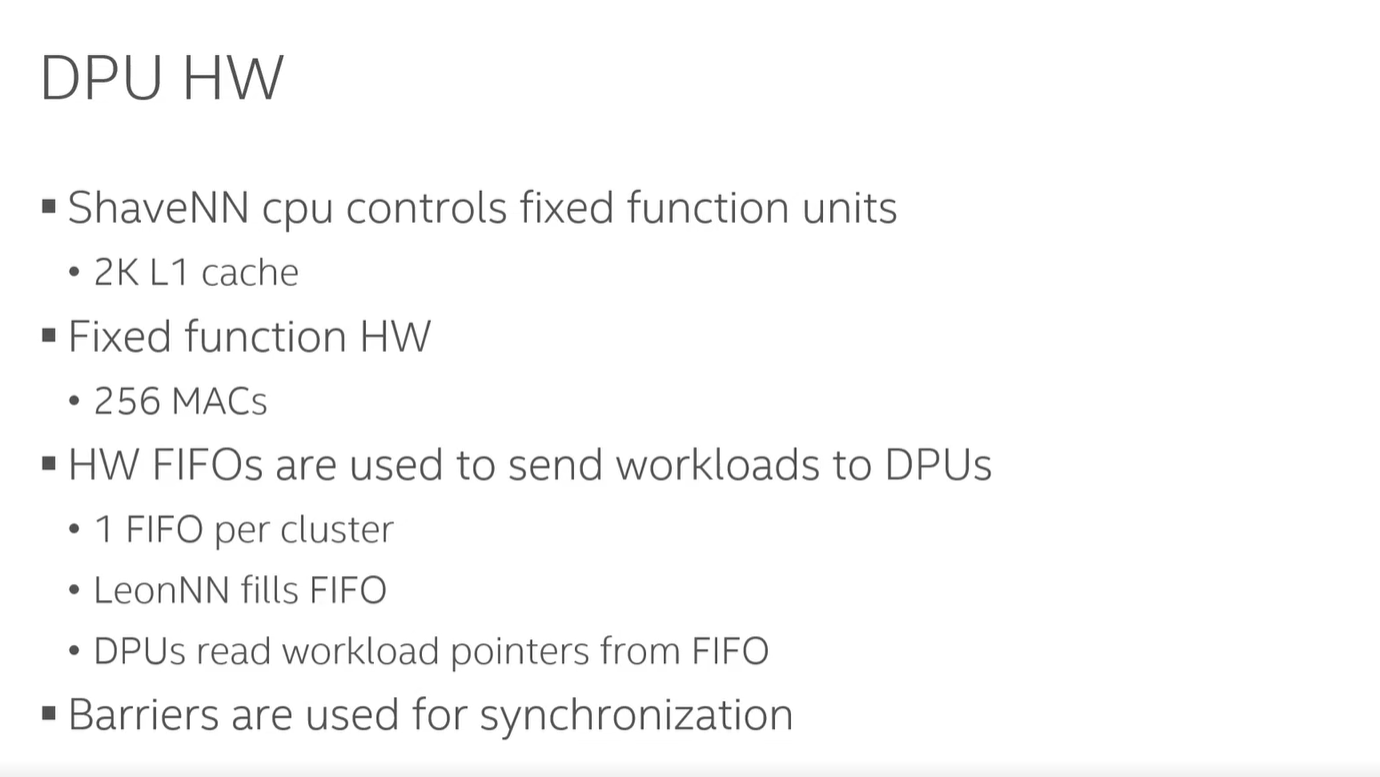 DPU HW
▪ ShaveNN cpu controls fixed function units
• 2K L1 cache
▪ Fixed function HW
• 256 MACs
▪ HW FIFOs are used to send workloads to DPUs
• 1 FIFO per cluster
• LeonNN fills FIFO
• DPUs read workload pointers from FIFO
▪ Barriers are used for synchronization